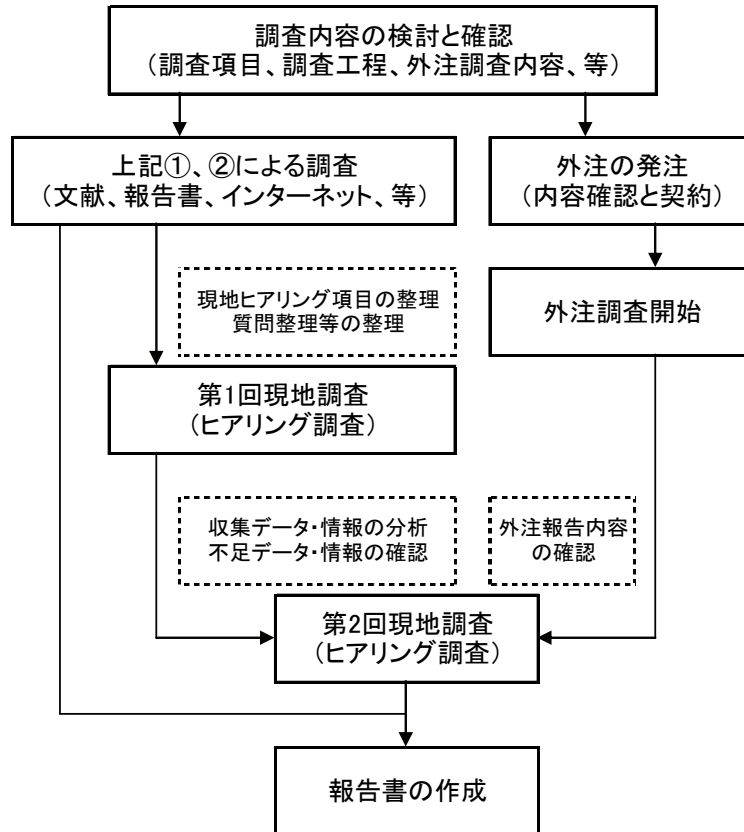 調査内容の検討と確認
（調査項目、調査工程、外注調査内容、等）
上記①、②による調査
（文献、報告書、インターネット、等）
外注の発注
（内容確認と契約）
現地ヒアリング項目の整理
質問整理等の整理
外注調査開始
第1回現地調査
（ヒアリング調査）
収集データ・情報の分析
不足データ・情報の確認
外注報告内容
の確認
第2回現地調査
（ヒアリング調査）
報告書の作成